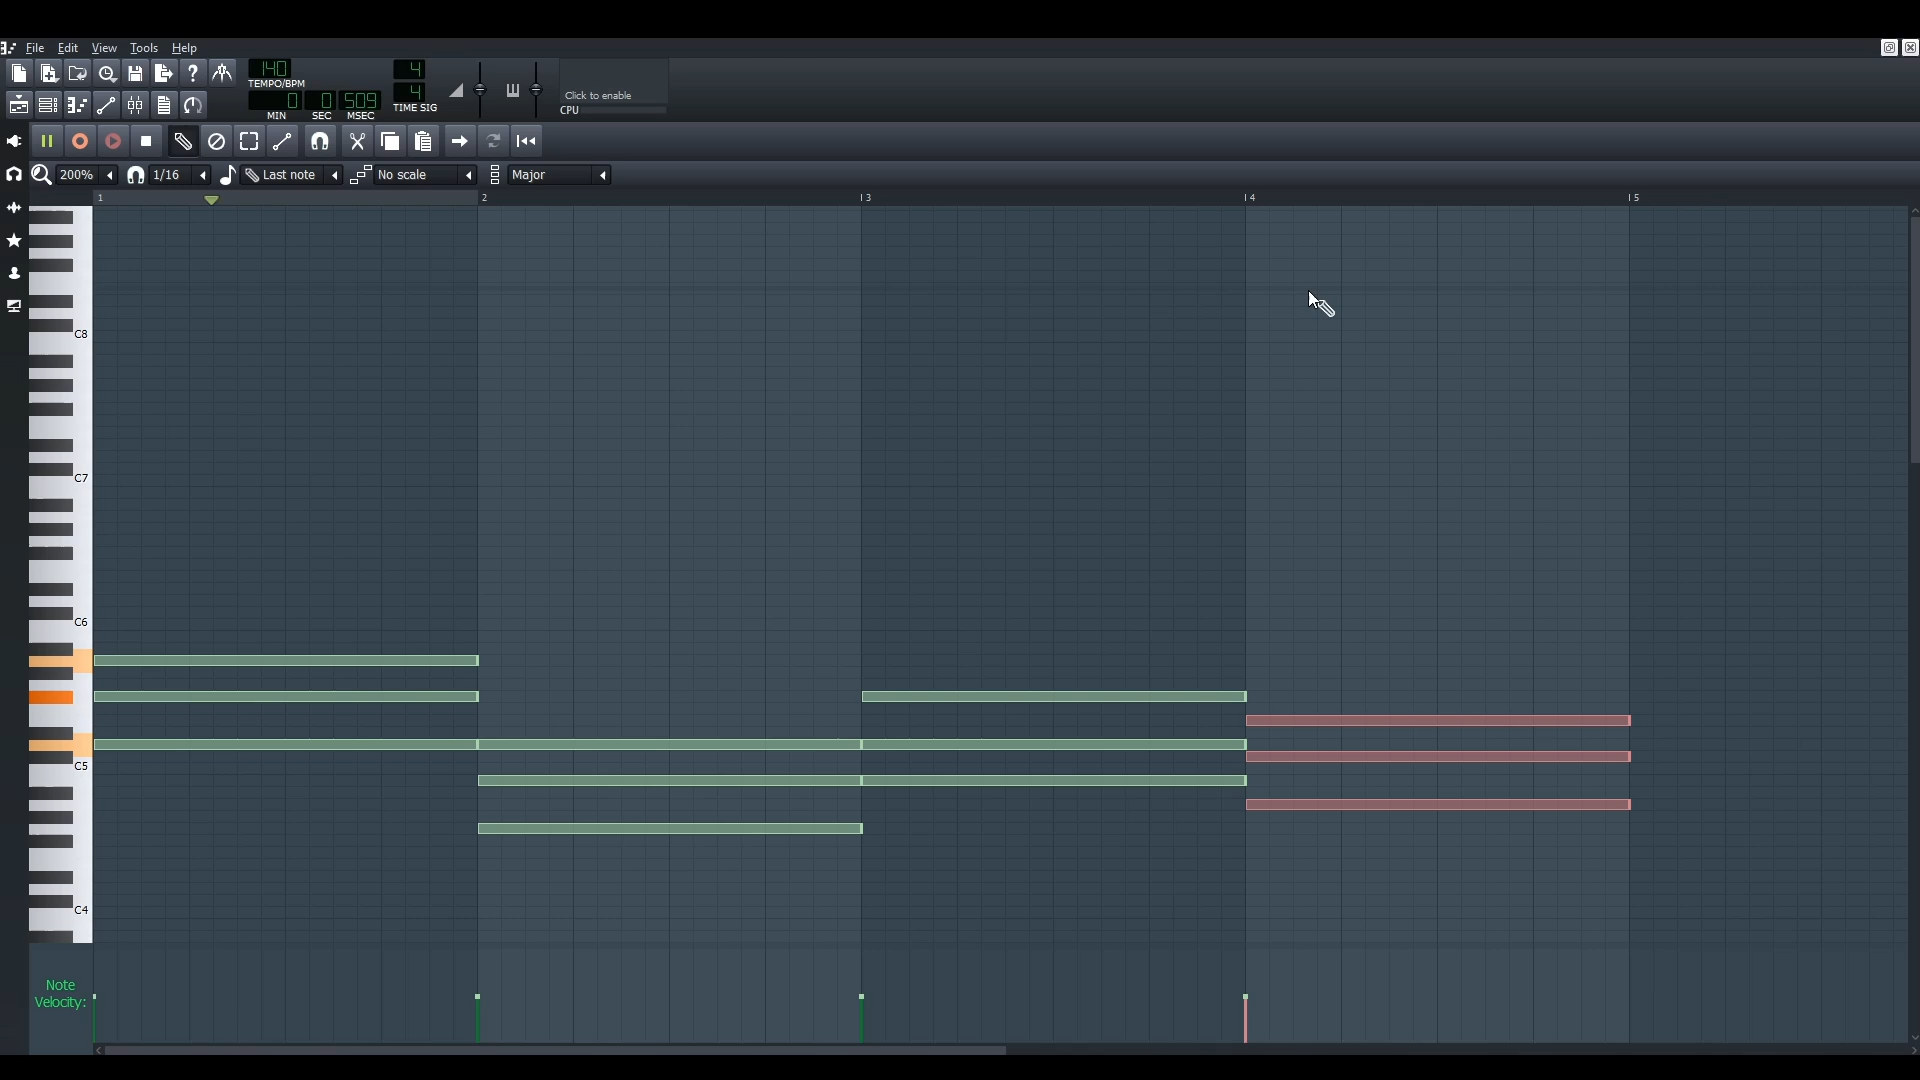 File Edit View Tools Help
140
TEMPO/BPM
0 0 509
MIN SEC MSEC
4
4
TIME SIG
Click to enable
CPU
200% 1/16 Last note No scale Major
1 2 3 4 5
C8
C7
C6
C5
C4
Note
Velocity: